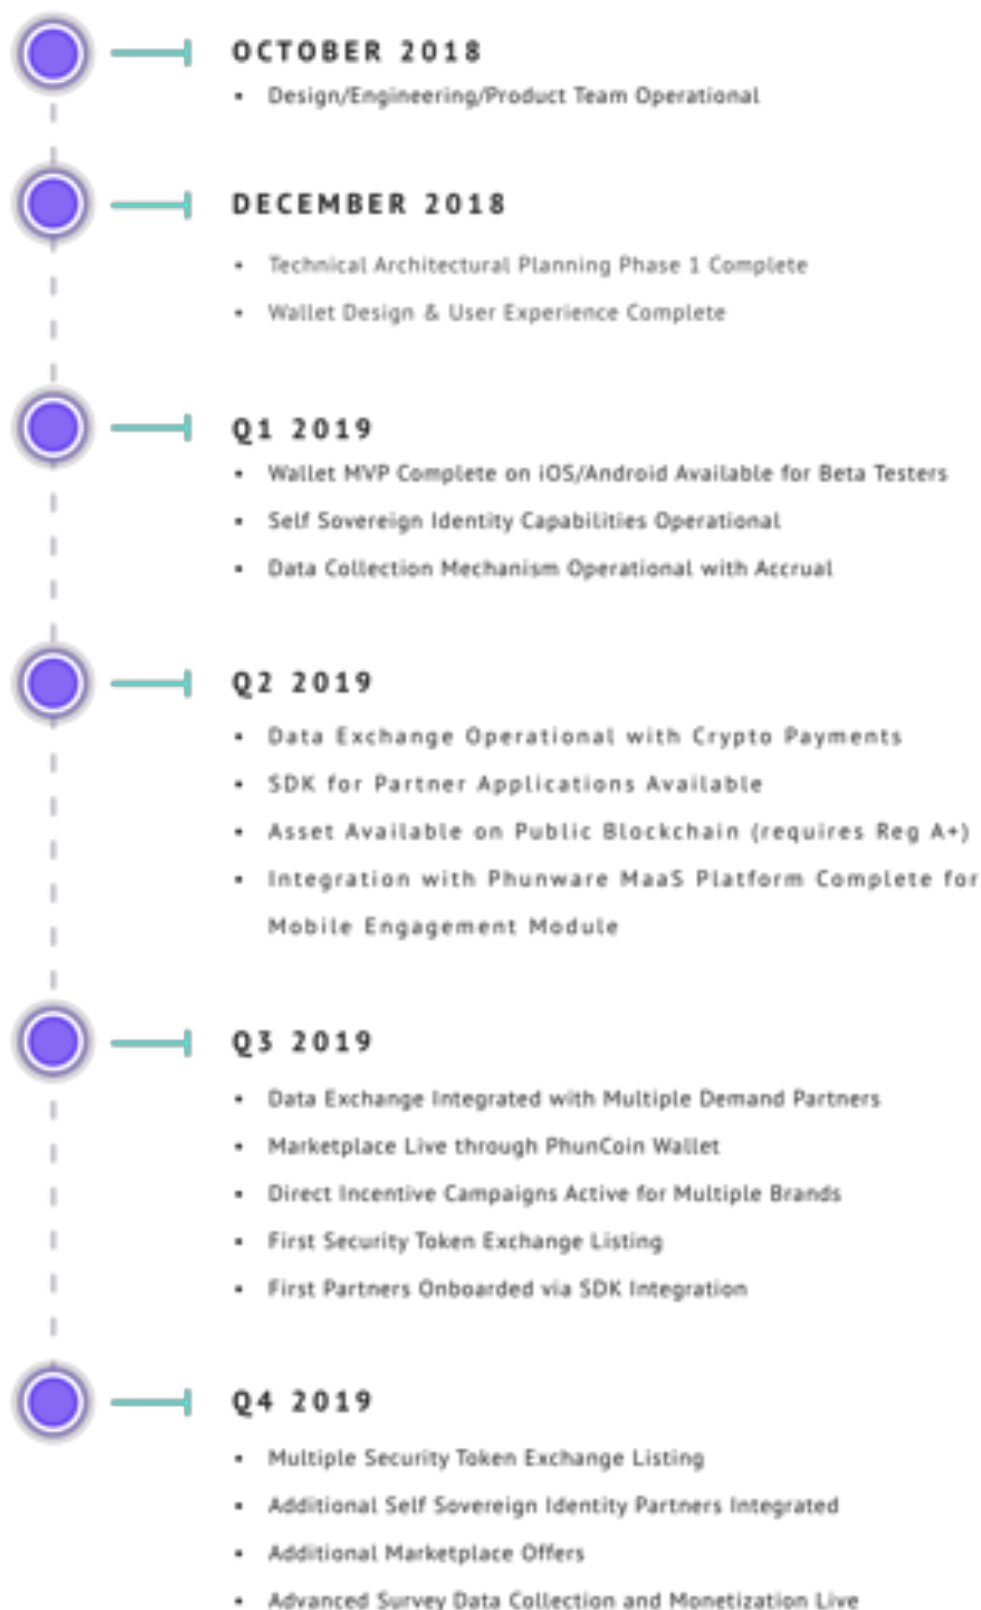 OCTOBER 2018
• Design/Engineering/Product Team Operational
DECEMBER 2018
• Technical Architectural Planning Phase 1 Complete
• Wallet Design & User Experience Complete
Q1 2019
• Wallet MVP Complete on iOS/Android Available for Beta Testers
• Self Sovereign Identity Capabilities Operational
• Data Collection Mechanism Operational with Accrual
Q2 2019
• Data Exchange Operational with Crypto Payments
• SDK for Partner Applications Available
• Asset Available on Public Blockchain (requires Reg A+)
• Integration with Phunware MaaS Platform Complete for
Mobile Engagement Module
Q3 2019
• Data Exchange Integrated with Multiple Demand Partners
• Marketplace Live through PhunCoin Wallet
• Direct Incentive Campaigns Active for Multiple Brands
• First Security Token Exchange Listing
• First Partners Onboarded via SDK Integration
Q4 2019
• Multiple Security Token Exchange Listing
• Additional Self Sovereign Identity Partners Integrated
• Additional Marketplace Offers
• Advanced Survey Data Collection and Monetization Live